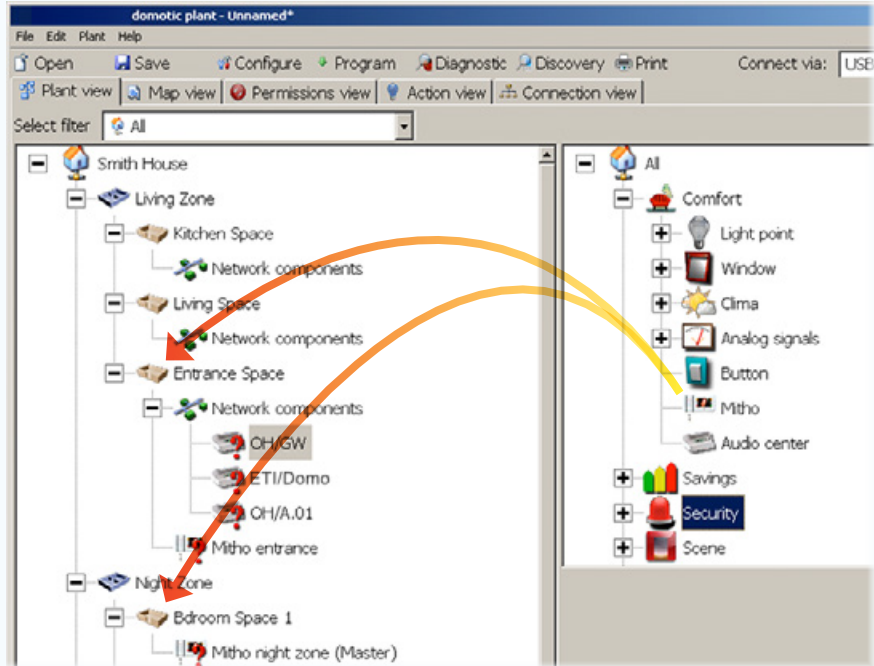 domotic plant - Unnamed*
File Edit Plant Help
Open Save Configure Program Diagnostic Discovery Print Connect via: USB
Plant view Map view Permissions view Action view Connection view
Select filter All
Smith House
Living Zone
Kitchen Space
Network components
Living Space
Network components
Entrance Space
Network components
OH/GW
ETI/Domo
OH/A.01
Mitho entrance
Night Zone
Bdroom Space 1
Mitho night zone (Master)
All
Comfort
Light point
Window
Clima
Analog signals
Button
Mitho
Audio center
Savings
Security
Scene